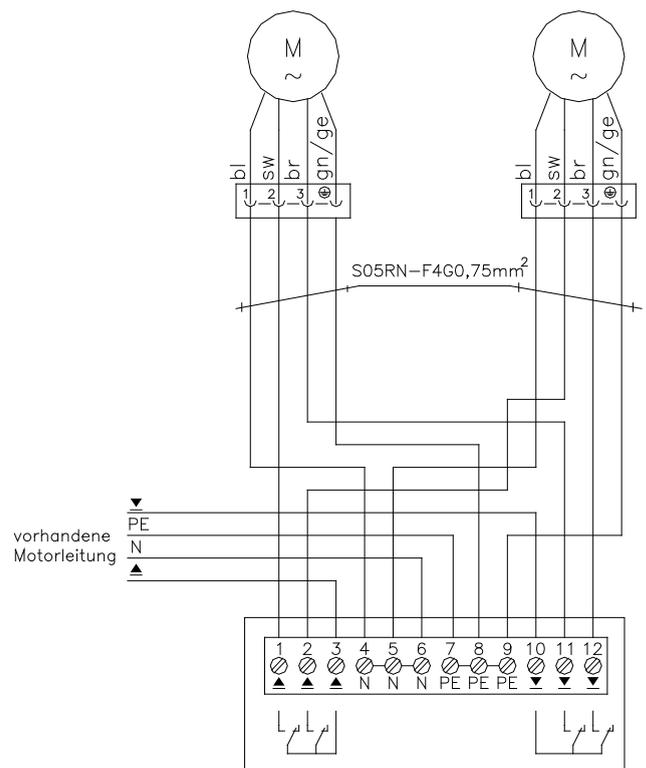 M M
~ ~
bl sw br gn/ge bl sw br gn/ge
1 2 3 1 2 3
S05RN-F4G0,75mm²
PE
vorhandene
Motorleitung
N
1 2 3 4 5 6 7 8 9 10 11 12
N N N PE PE PE